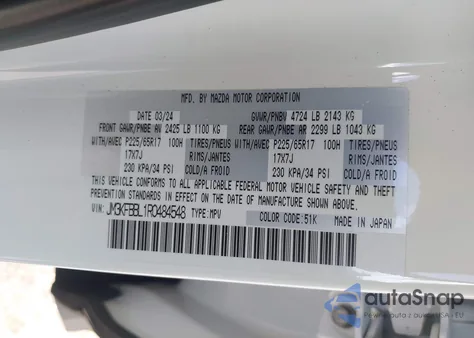 MFD. BY MAZDA MOTOR CORPORATION
DATE 03/24 GVWR/PNBV 4724 LB 2143 KG
FRONT GAWR/PNBE AV 2425 LB 1100 KG REAR GAWR/PNBE AR 2299 LB 1043 KG
WITH/AVEC P225/65R17 100H TIRES/PNEUS WITH/AVEC P225/65R17 100H TIRES/PNEUS
17X7J RIMS/JANTES 17X7J RIMS/JANTES
230 KPA/34 PSI COLD/A FROID 230 KPA/34 PSI COLD/A FROID
THIS VEHICLE CONFORMS TO ALL APPLICABLE FEDERAL MOTOR VEHICLE SAFETY, BUMPER, AND THEFT
PREVENTION STANDARDS IN EFFECT ON THE DATE OF MANUFACTURE SHOWN ABOVE.
VIN: JM3KFBBL1R0484548 TYPE: MPV COLOR CODE: 51K MADE IN JAPAN
autoSnap